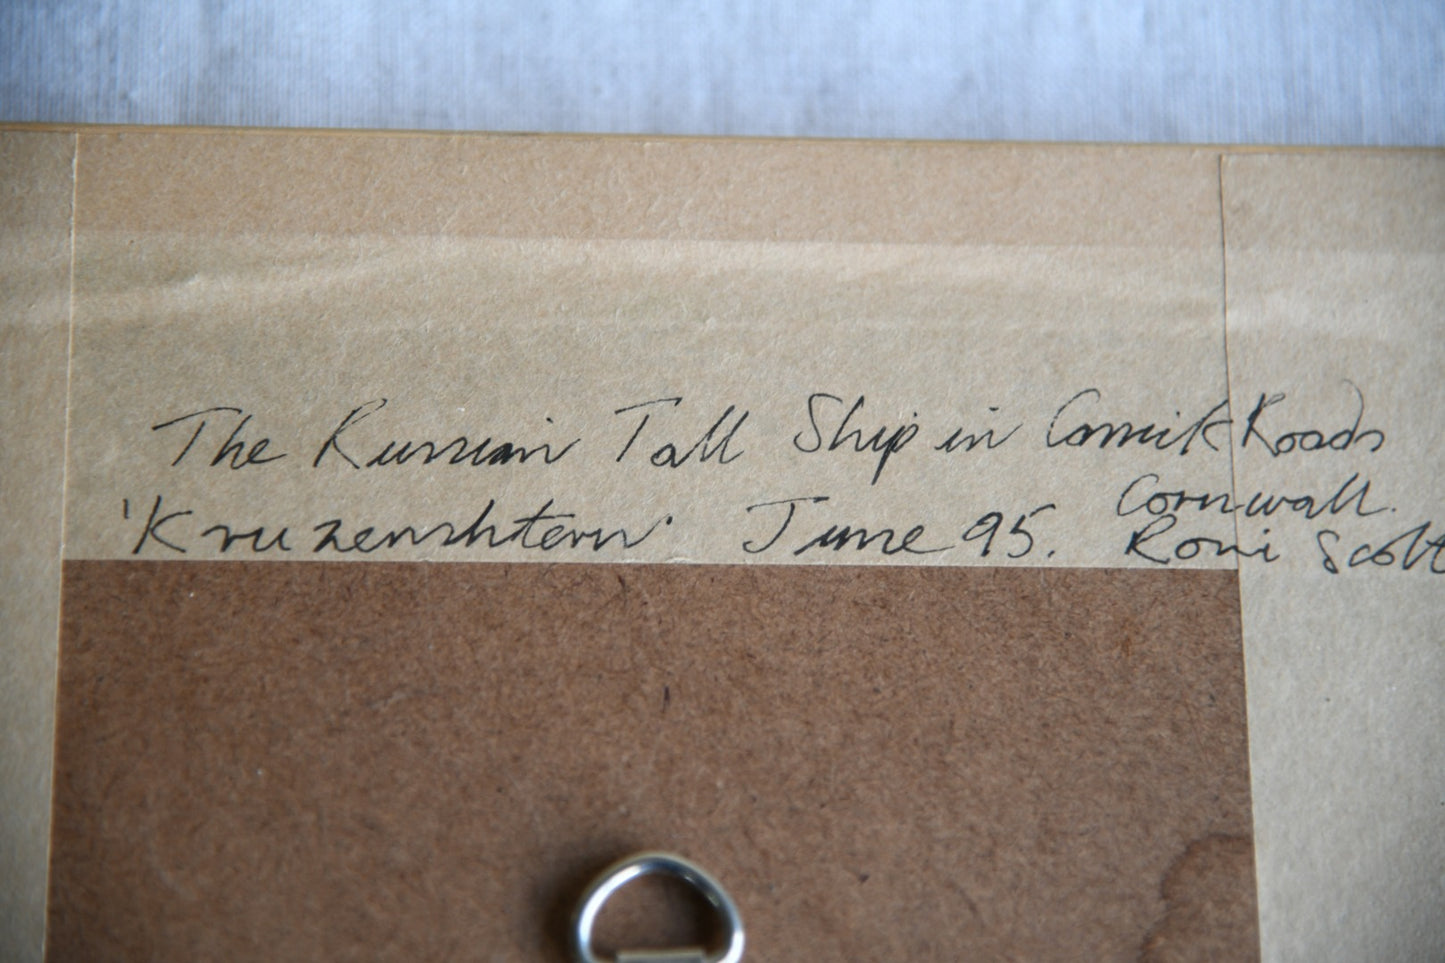 The Russian Tall Ship in Carrick Roads
Cornwall.
'Kruzenshtern' June 95. Roni Scott